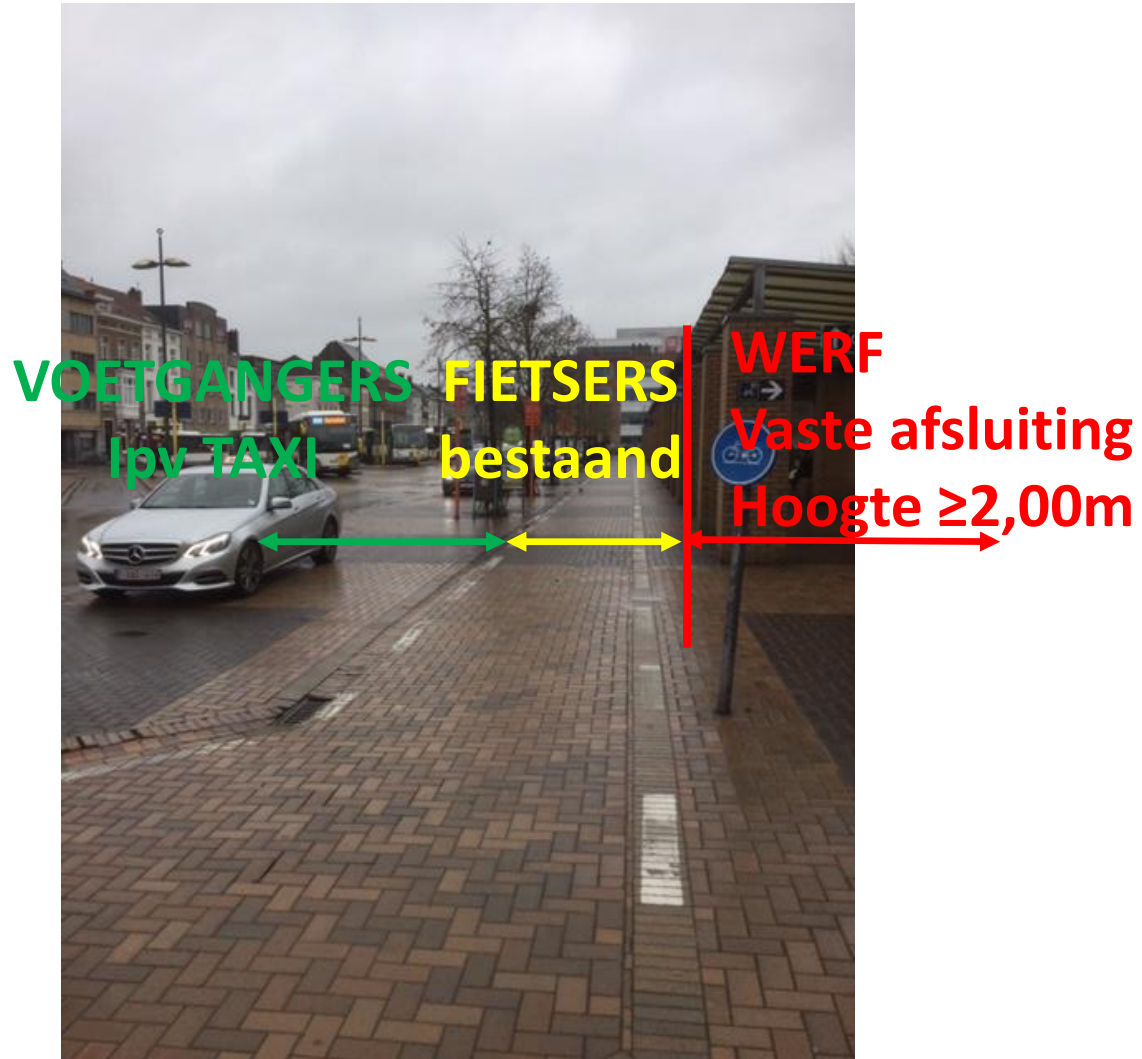 VOETGANGERS
Ipv TAXI
FIETSERS
bestaand
WERF
Vaste afsluiting
Hoogte ≥2,00m